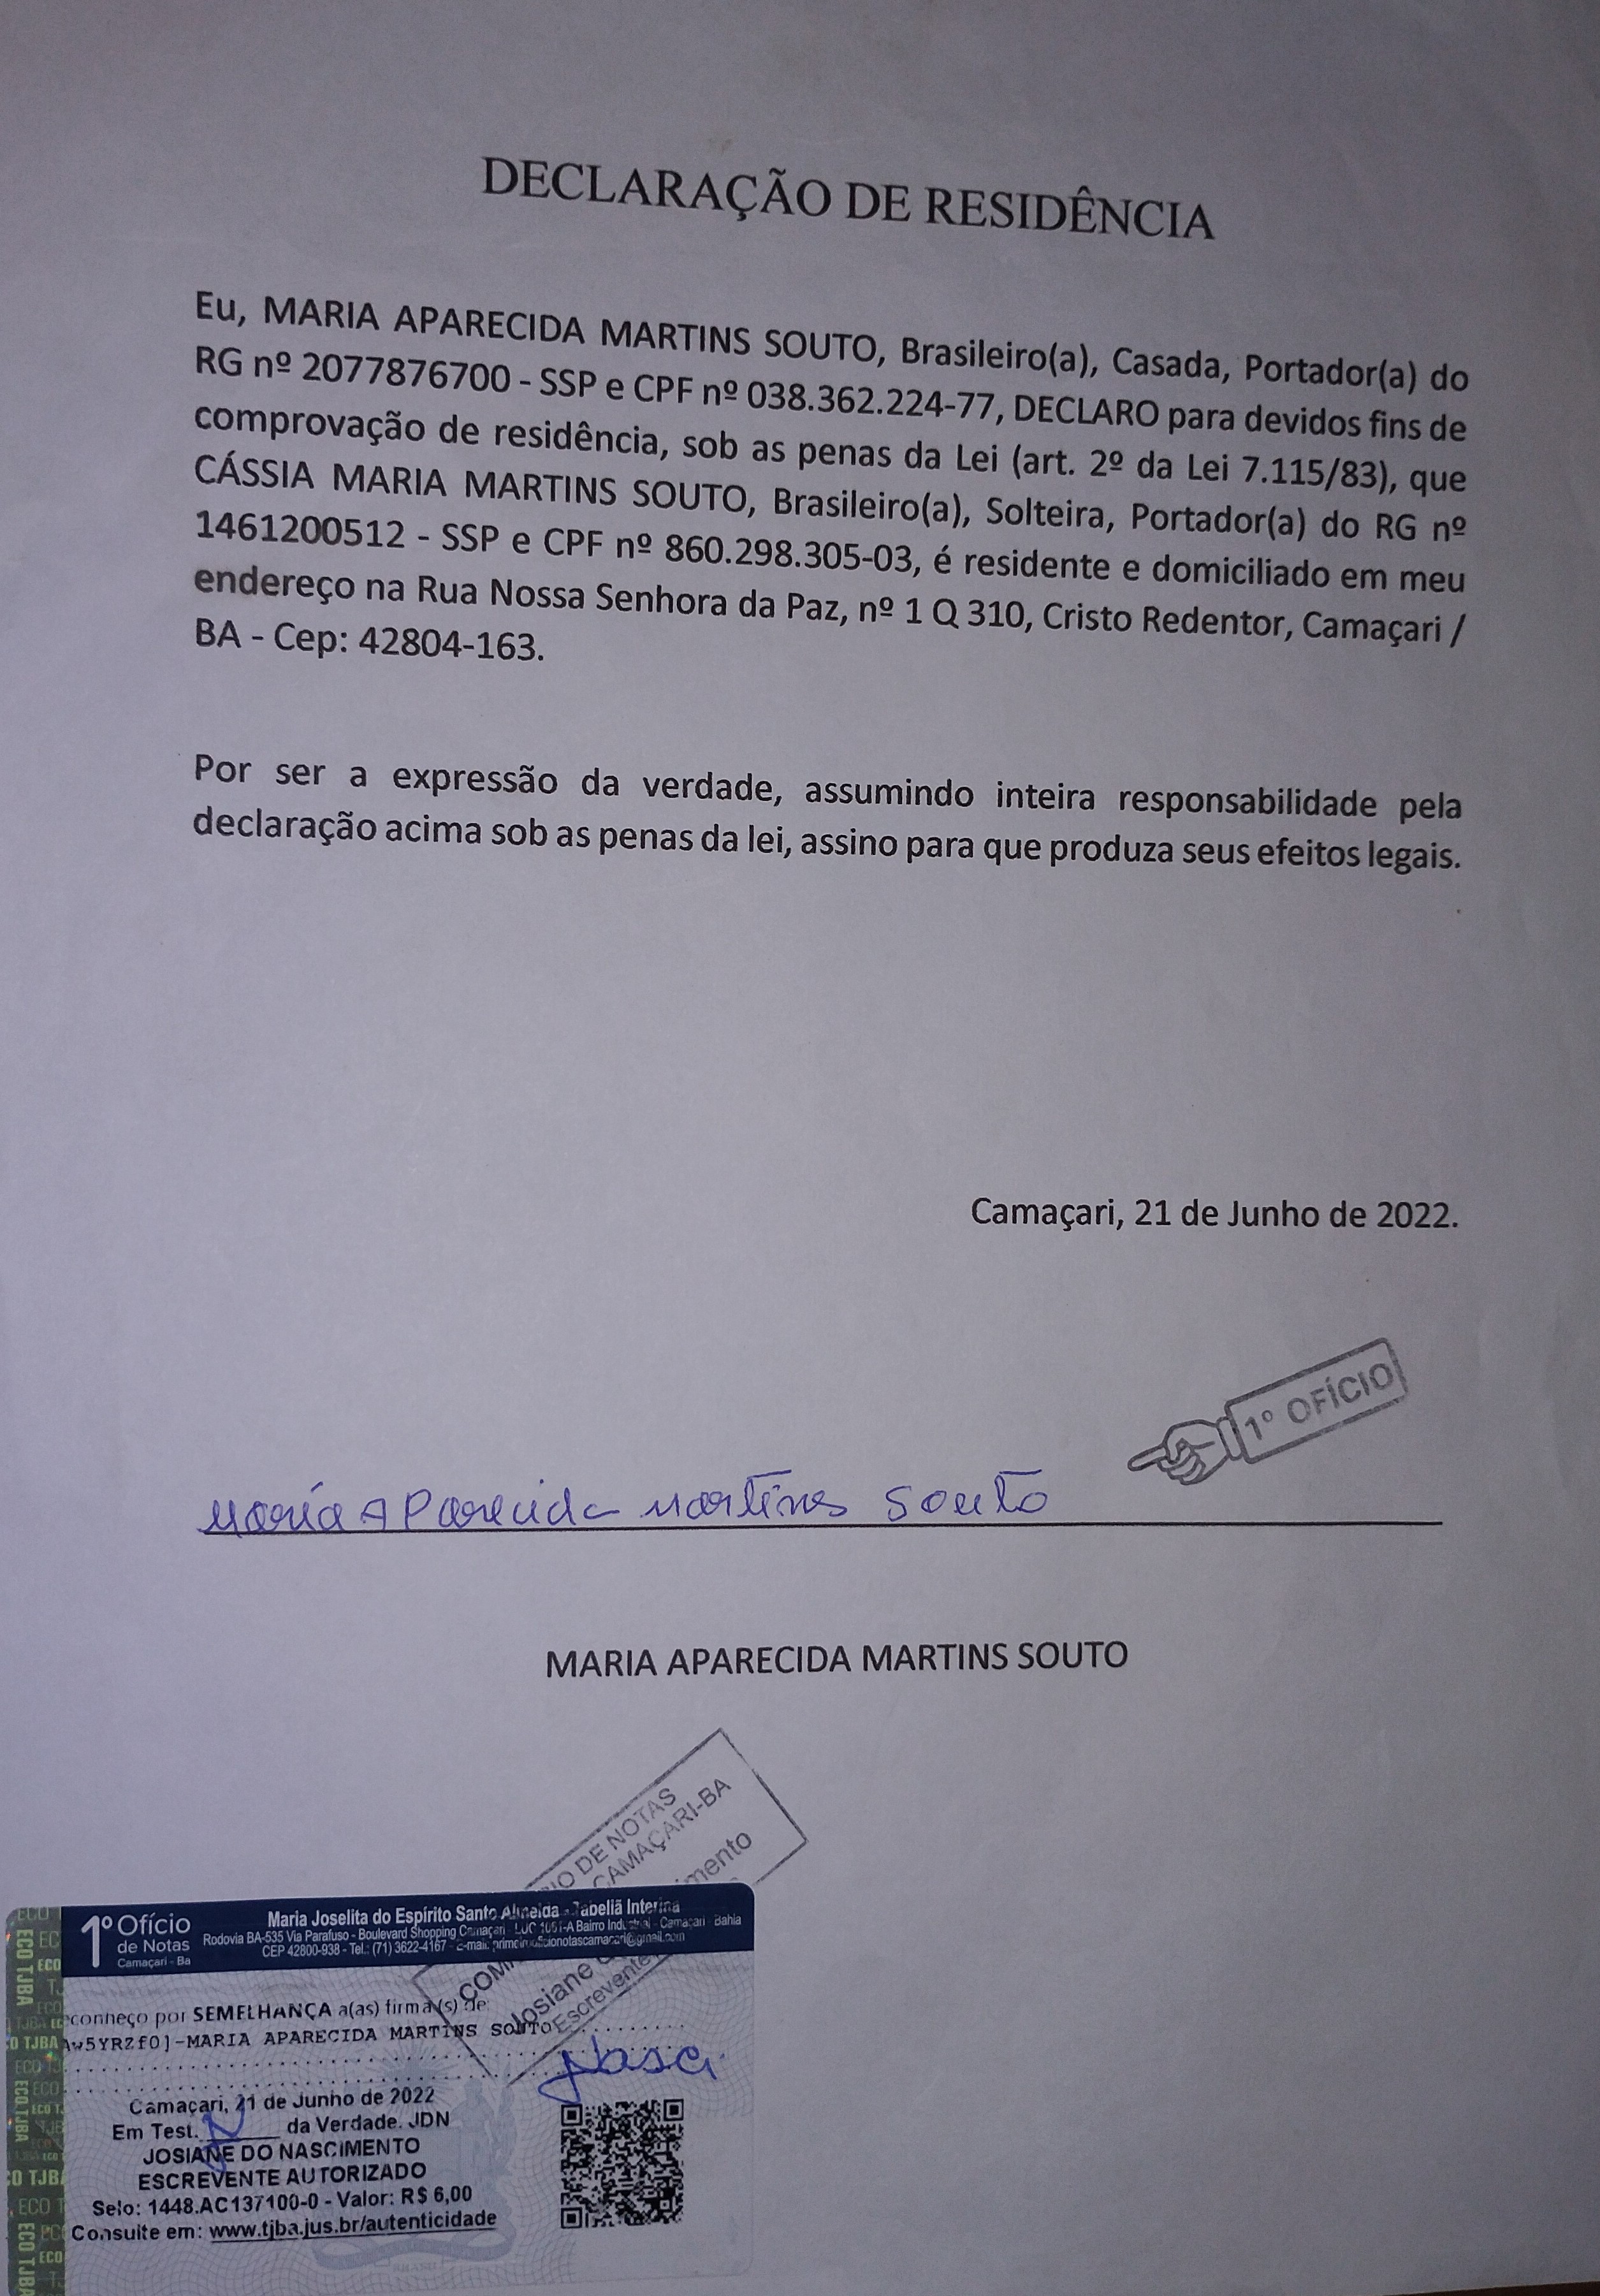 DECLARAÇÃO DE RESIDÊNCIA
Eu, MARIA APARECIDA MARTINS SOUTO, Brasileiro(a), Casada, Portador(a) do
RG nº 2077876700 - SSP e CPF nº 038.362.224-77, DECLARO para devidos fins de
comprovação de residência, sob as penas da Lei (art. 2º da Lei 7.115/83), que
CÁSSIA MARIA MARTINS SOUTO, Brasileiro(a), Solteira, Portador(a) do RG nº
1461200512 - SSP e CPF nº 860.298.305-03, é residente e domiciliado em meu
endereço na Rua Nossa Senhora da Paz, nº 1 Q 310, Cristo Redentor, Camaçari /
BA - Cep: 42804-163.
Por ser a expressão da verdade, assumindo inteira responsabilidade pela
declaração acima sob as penas da lei, assino para que produza seus efeitos legais.
Camaçari, 21 de Junho de 2022.
1º OFÍCIO
Maria Aparecida Martins Souto
MARIA APARECIDA MARTINS SOUTO
IO DE NOTAS
CAMAÇARI-BA
imento
COM
Josiane
Escrevente
1º Ofício
de Notas
Camaçari - Ba
Maria Joselita do Espírito Santo Almeida - Tabeliã Interina
Rodovia BA-535 Via Parafuso - Boulevard Shopping Camaçari - LUC 1051-A Bairro Industrial - Camaçari - Bahia
CEP 42800-938 - Tel.: (71) 3622-4167 - E-mail: primeirooficionotascamacari@gmail.com
conheço por SEMELHANÇA a(as) firma(s) de:
Aw5YRZf0]-MARIA APARECIDA MARTINS SOUTO
Camaçari, 21 de Junho de 2022
Em Test. da Verdade. JDN
JOSIANE DO NASCIMENTO
ESCREVENTE AUTORIZADO
Selo: 1448.AC137100-0 - Valor: R$ 6,00
Consulte em: www.tjba.jus.br/autenticidade
ECO TJBA